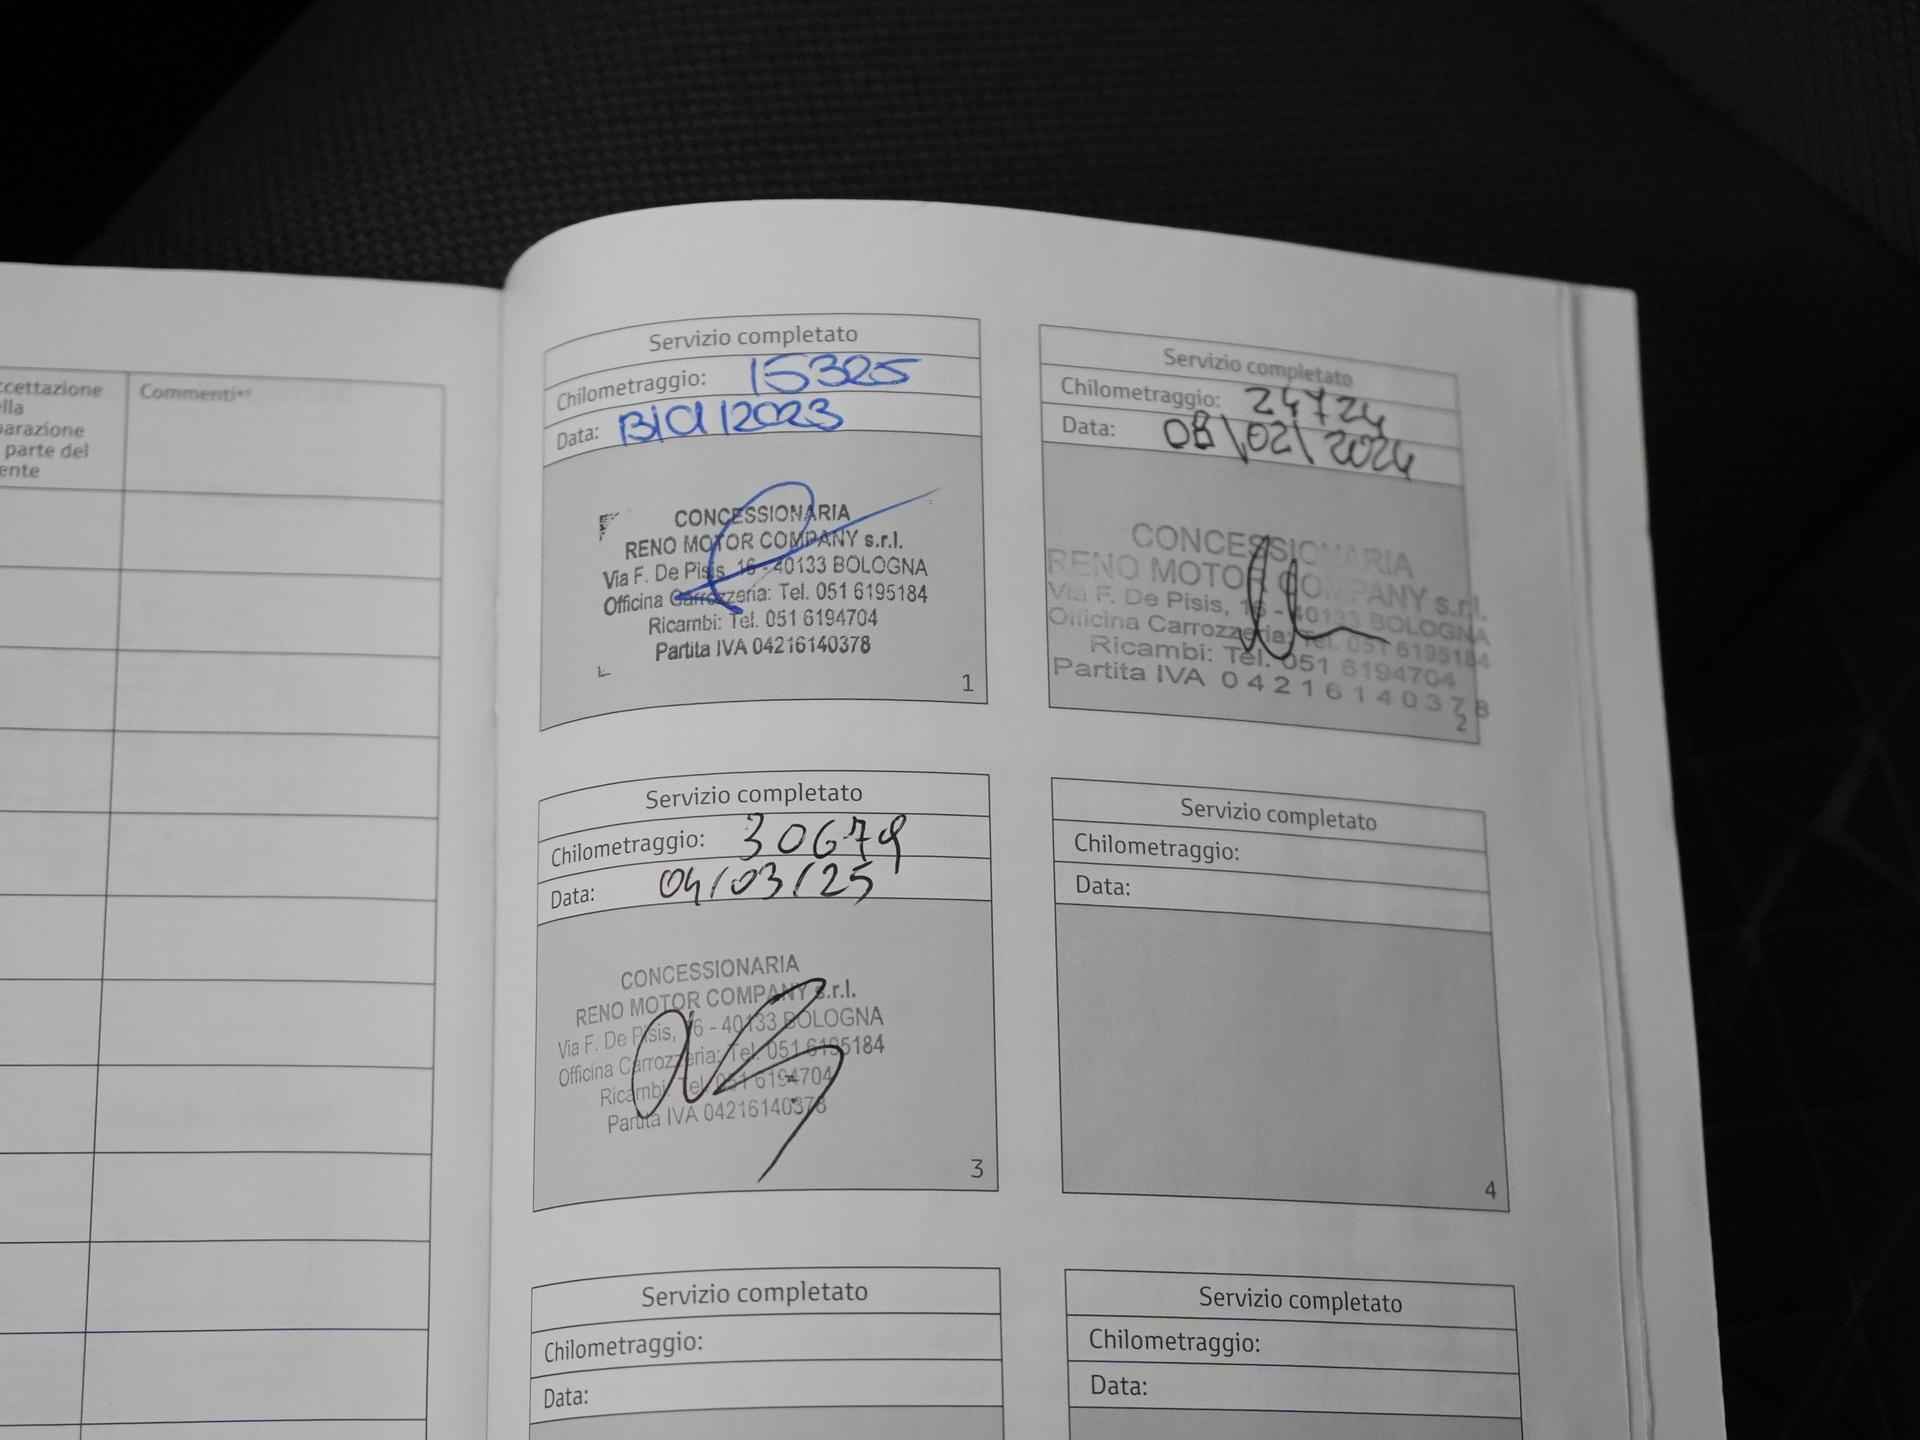 ccettazione
lla
arazione
parte del
ente
Commenti**
Servizio completato
Chilometraggio: 15325
Data: 13/01/2023
CONCESSIONARIA
RENO MOTOR COMPANY s.r.l.
Via F. De Pisis, 16 - 40133 BOLOGNA
Officina Carrozzeria: Tel. 051 6195184
Ricambi: Tel. 051 6194704
Partita IVA 04216140378
1
Servizio completato
Chilometraggio: 24724
Data: 08\02\2024
CONCESSIONARIA
RENO MOTOR COMPANY s.r.l.
Via F. De Pisis, 16 - 40133 BOLOGNA
Officina Carrozzeria: Tel. 051 6195184
Ricambi: Tel. 051 6194704
Partita IVA 04216140378
2
Servizio completato
Chilometraggio: 30679
Data: 04/03/25
CONCESSIONARIA
RENO MOTOR COMPANY s.r.l.
Via F. De Pisis, 16 - 40133 BOLOGNA
Officina Carrozzeria: Tel. 051 6195184
Ricambi: Tel. 051 6194704
Partita IVA 04216140378
3
Servizio completato
Chilometraggio:
Data:
4
Servizio completato
Chilometraggio:
Data:
Servizio completato
Chilometraggio:
Data: